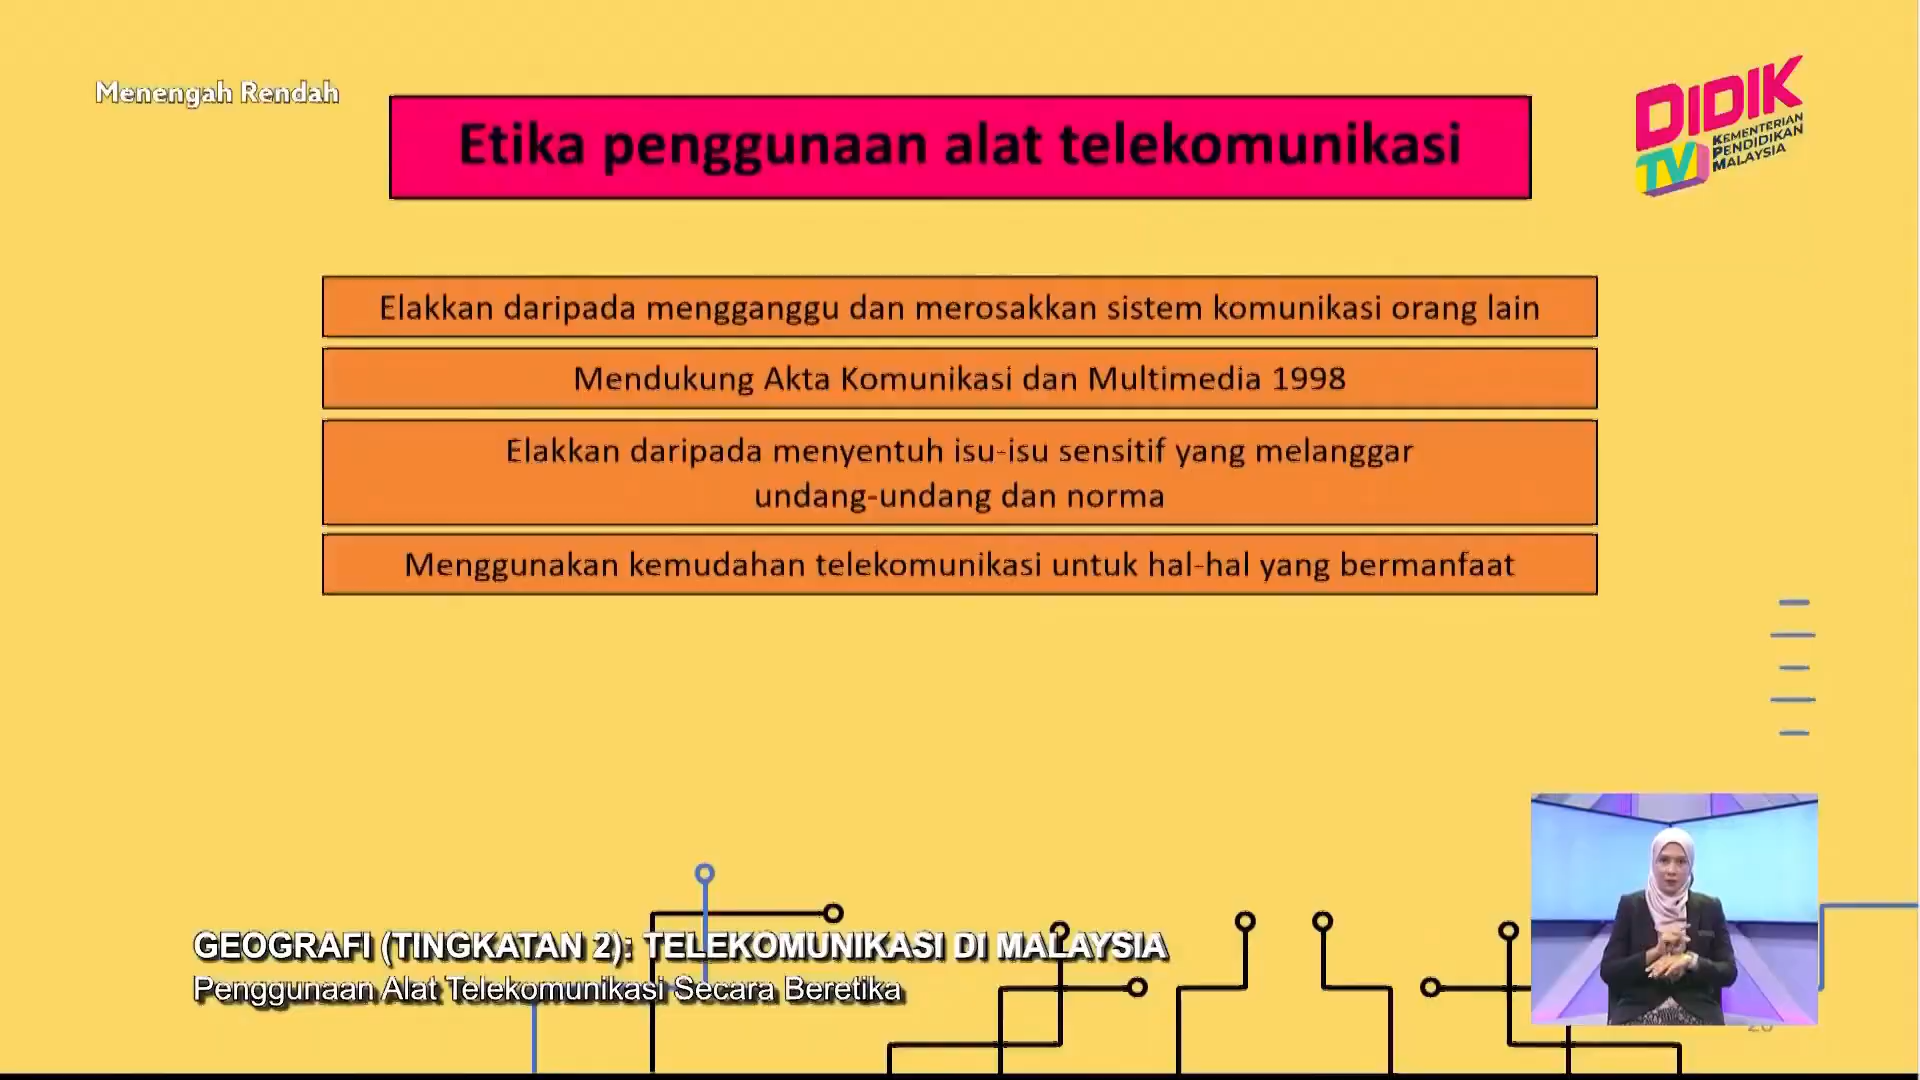 Menengah Rendah
DIDIK
TV
KEMENTERIAN
PENDIDIKAN
MALAYSIA
Etika penggunaan alat telekomunikasi
Elakkan daripada mengganggu dan merosakkan sistem komunikasi orang lain
Mendukung Akta Komunikasi dan Multimedia 1998
Elakkan daripada menyentuh isu-isu sensitif yang melanggar
undang-undang dan norma
Menggunakan kemudahan telekomunikasi untuk hal-hal yang bermanfaat
GEOGRAFI (TINGKATAN 2): TELEKOMUNIKASI DI MALAYSIA
Penggunaan Alat Telekomunikasi Secara Beretika